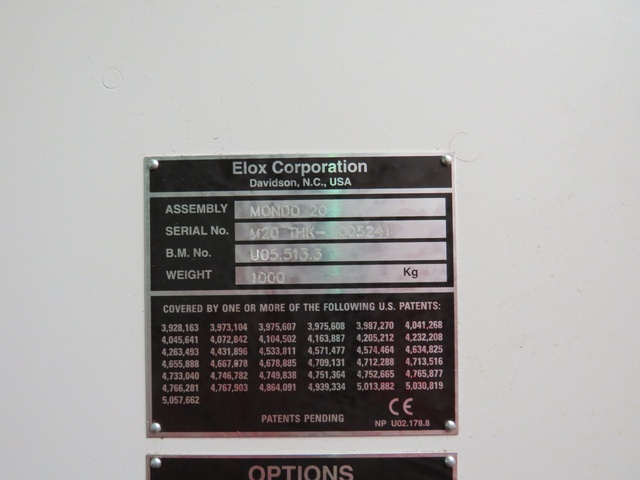 Elox Corporation
Davidson, N.C., USA
ASSEMBLY MONDO 20
SERIAL No. M20 THK- 005241
B.M. No. U05.513.3
WEIGHT 1000 Kg
COVERED BY ONE OR MORE OF THE FOLLOWING U.S. PATENTS:
3,928,163 3,973,104 3,975,607 3,975,608 3,987,270 4,041,268
4,045,641 4,072,842 4,104,502 4,163,887 4,205,212 4,232,208
4,263,493 4,431,896 4,533,811 4,571,477 4,574,464 4,634,825
4,655,888 4,667,078 4,678,885 4,709,131 4,712,288 4,713,516
4,733,040 4,746,782 4,749,838 4,751,364 4,752,665 4,765,877
4,766,281 4,767,903 4,864,091 4,939,334 5,013,882 5,030,819
5,057,662
PATENTS PENDING
CE
NP U02.178.8
OPTIONS